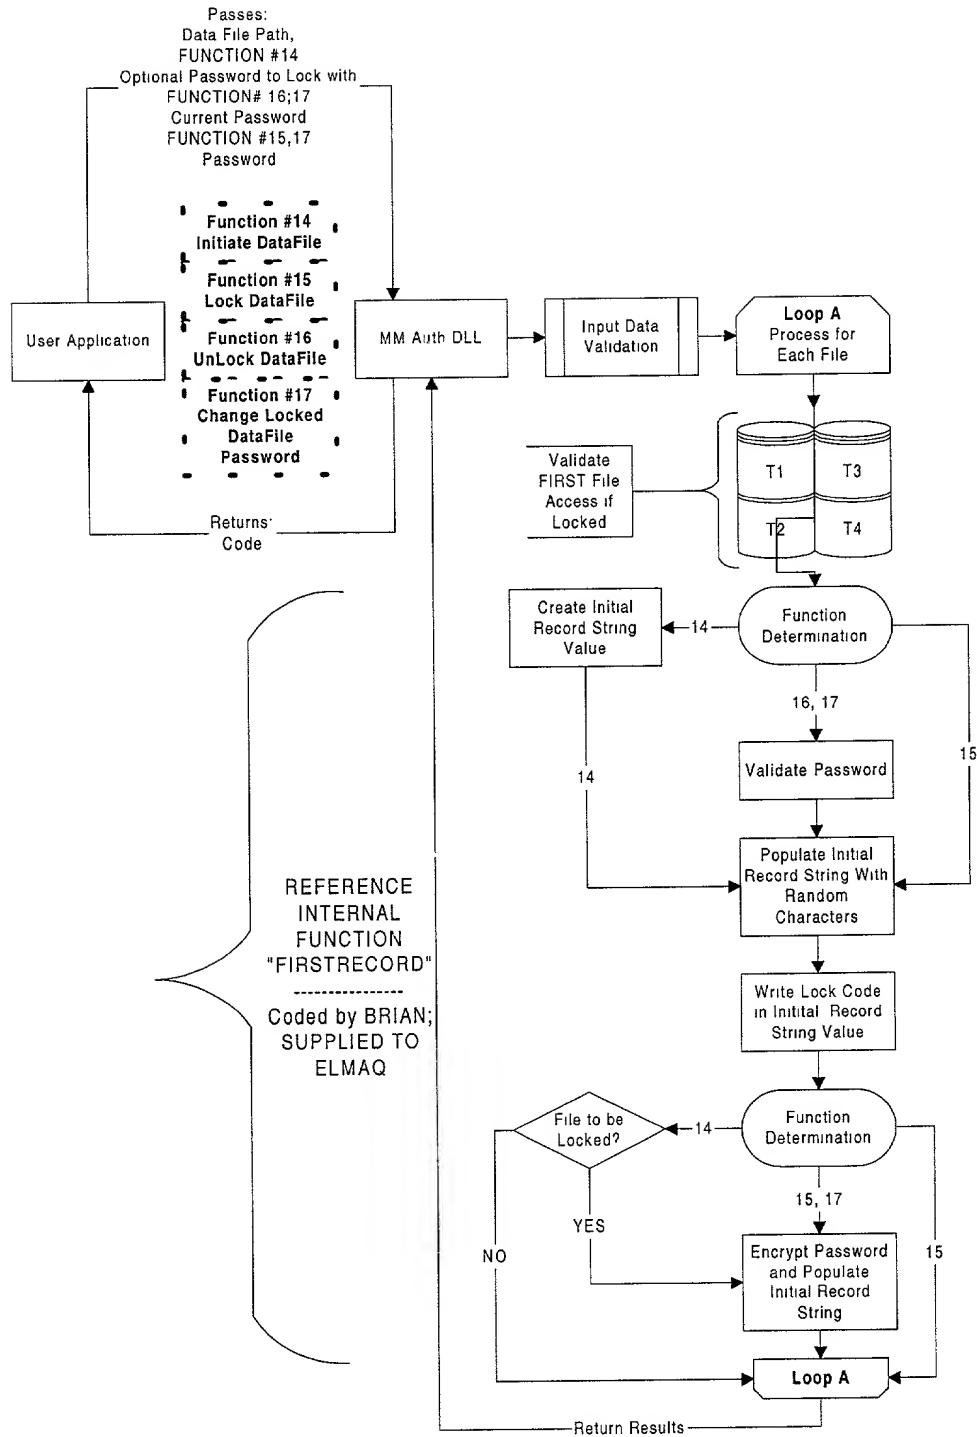 Passes:
Data File Path,
FUNCTION #14
Optional Password to Lock with
FUNCTION# 16;17
Current Password
FUNCTION #15,17
Password
Function #14
Initiate DataFile
Function #15
Lock DataFile
Function #16
UnLock DataFile
Function #17
Change Locked
DataFile
Password
User Application
MM Auth DLL
Input Data
Validation
Loop A
Process for
Each File
Returns:
Code
Validate
FIRST File
Access if
Locked
T1
T3
T2
T4
Create Initial
Record String
Value
14
Function
Determination
16, 17
15
14
Validate Password
Populate Initial
Record String With
Random
Characters
REFERENCE
INTERNAL
FUNCTION
"FIRSTRECORD"
----------------
Coded by BRIAN;
SUPPLIED TO
ELMAQ
Write Lock Code
in Initital Record
String Value
File to be
Locked?
14
Function
Determination
15, 17
YES
NO
15
Encrypt Password
and Populate
Initial Record
String
Loop A
Return Results